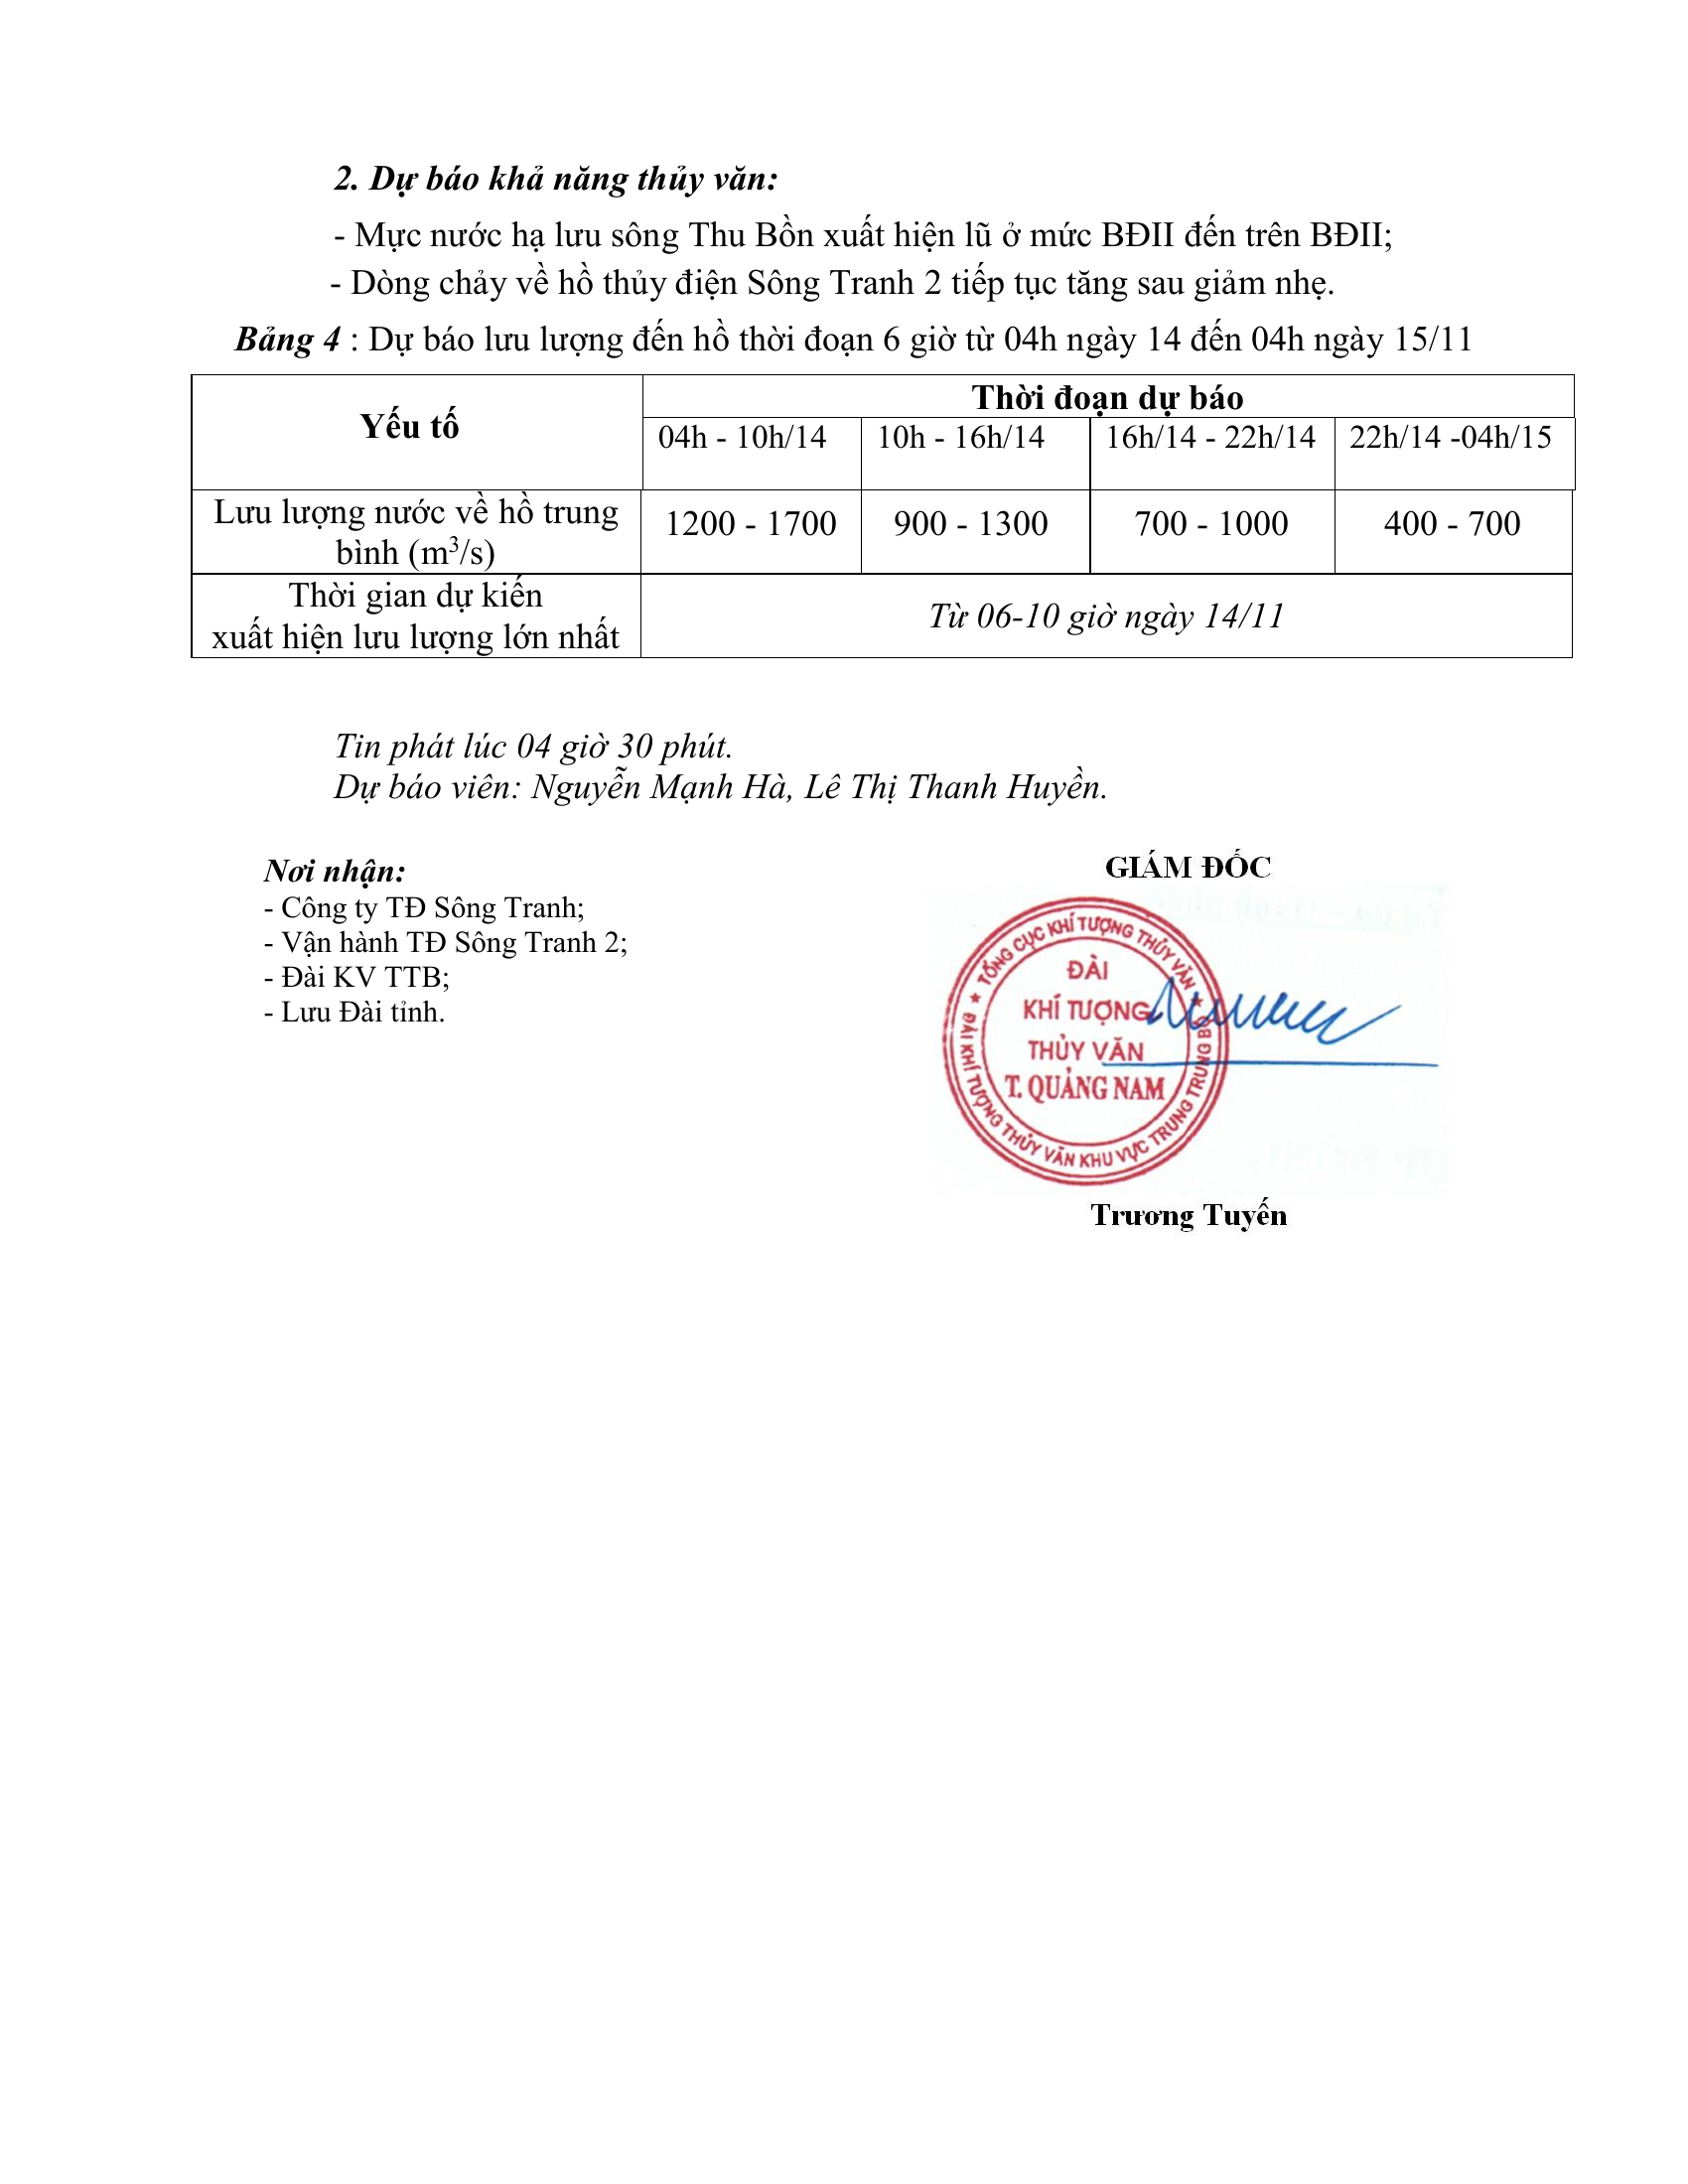 2. Dự báo khả năng thủy văn:
- Mực nước hạ lưu sông Thu Bồn xuất hiện lũ ở mức BĐII đến trên BĐII;
- Dòng chảy về hồ thủy điện Sông Tranh 2 tiếp tục tăng sau giảm nhẹ.
Bảng 4 : Dự báo lưu lượng đến hồ thời đoạn 6 giờ từ 04h ngày 14 đến 04h ngày 15/11
Yếu tố
Thời đoạn dự báo
04h - 10h/14 10h - 16h/14 16h/14 - 22h/14 22h/14 -04h/15
Lưu lượng nước về hồ trung
bình (m³/s)
1200 - 1700 900 - 1300 700 - 1000 400 - 700
Thời gian dự kiến
xuất hiện lưu lượng lớn nhất
Từ 06-10 giờ ngày 14/11
Tin phát lúc 04 giờ 30 phút.
Dự báo viên: Nguyễn Mạnh Hà, Lê Thị Thanh Huyền.
Nơi nhận:
- Công ty TĐ Sông Tranh;
- Vận hành TĐ Sông Tranh 2;
- Đài KV TTB;
- Lưu Đài tỉnh.
GIÁM ĐỐC
TỔNG CỤC KHÍ TƯỢNG THỦY VĂN
ĐÀI
KHÍ TƯỢNG
THỦY VĂN
T. QUẢNG NAM
ĐÀI KHÍ TƯỢNG THỦY VĂN KHU VỰC TRUNG TRUNG BỘ
Trương Tuyến